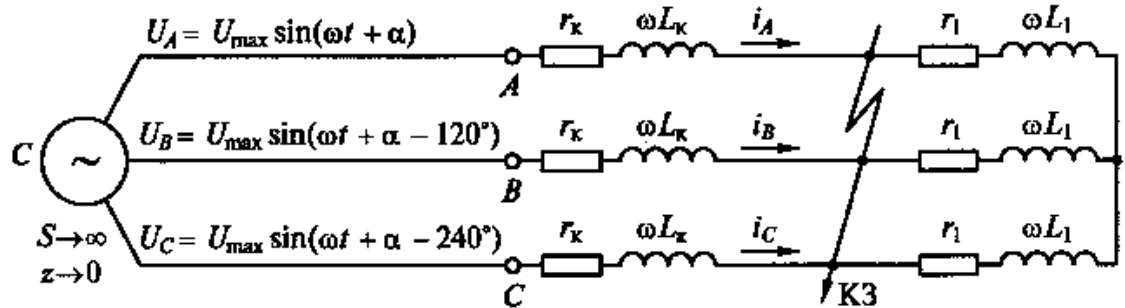 U_A = U_max sin(ωt + α) r_к ωL_к i_A r_1 ωL_1
A
C ~ U_B = U_max sin(ωt + α − 120°) r_к ωL_к i_B r_1 ωL_1
B
S→∞ U_C = U_max sin(ωt + α − 240°) r_к ωL_к i_C r_1 ωL_1
z→0
C КЗ